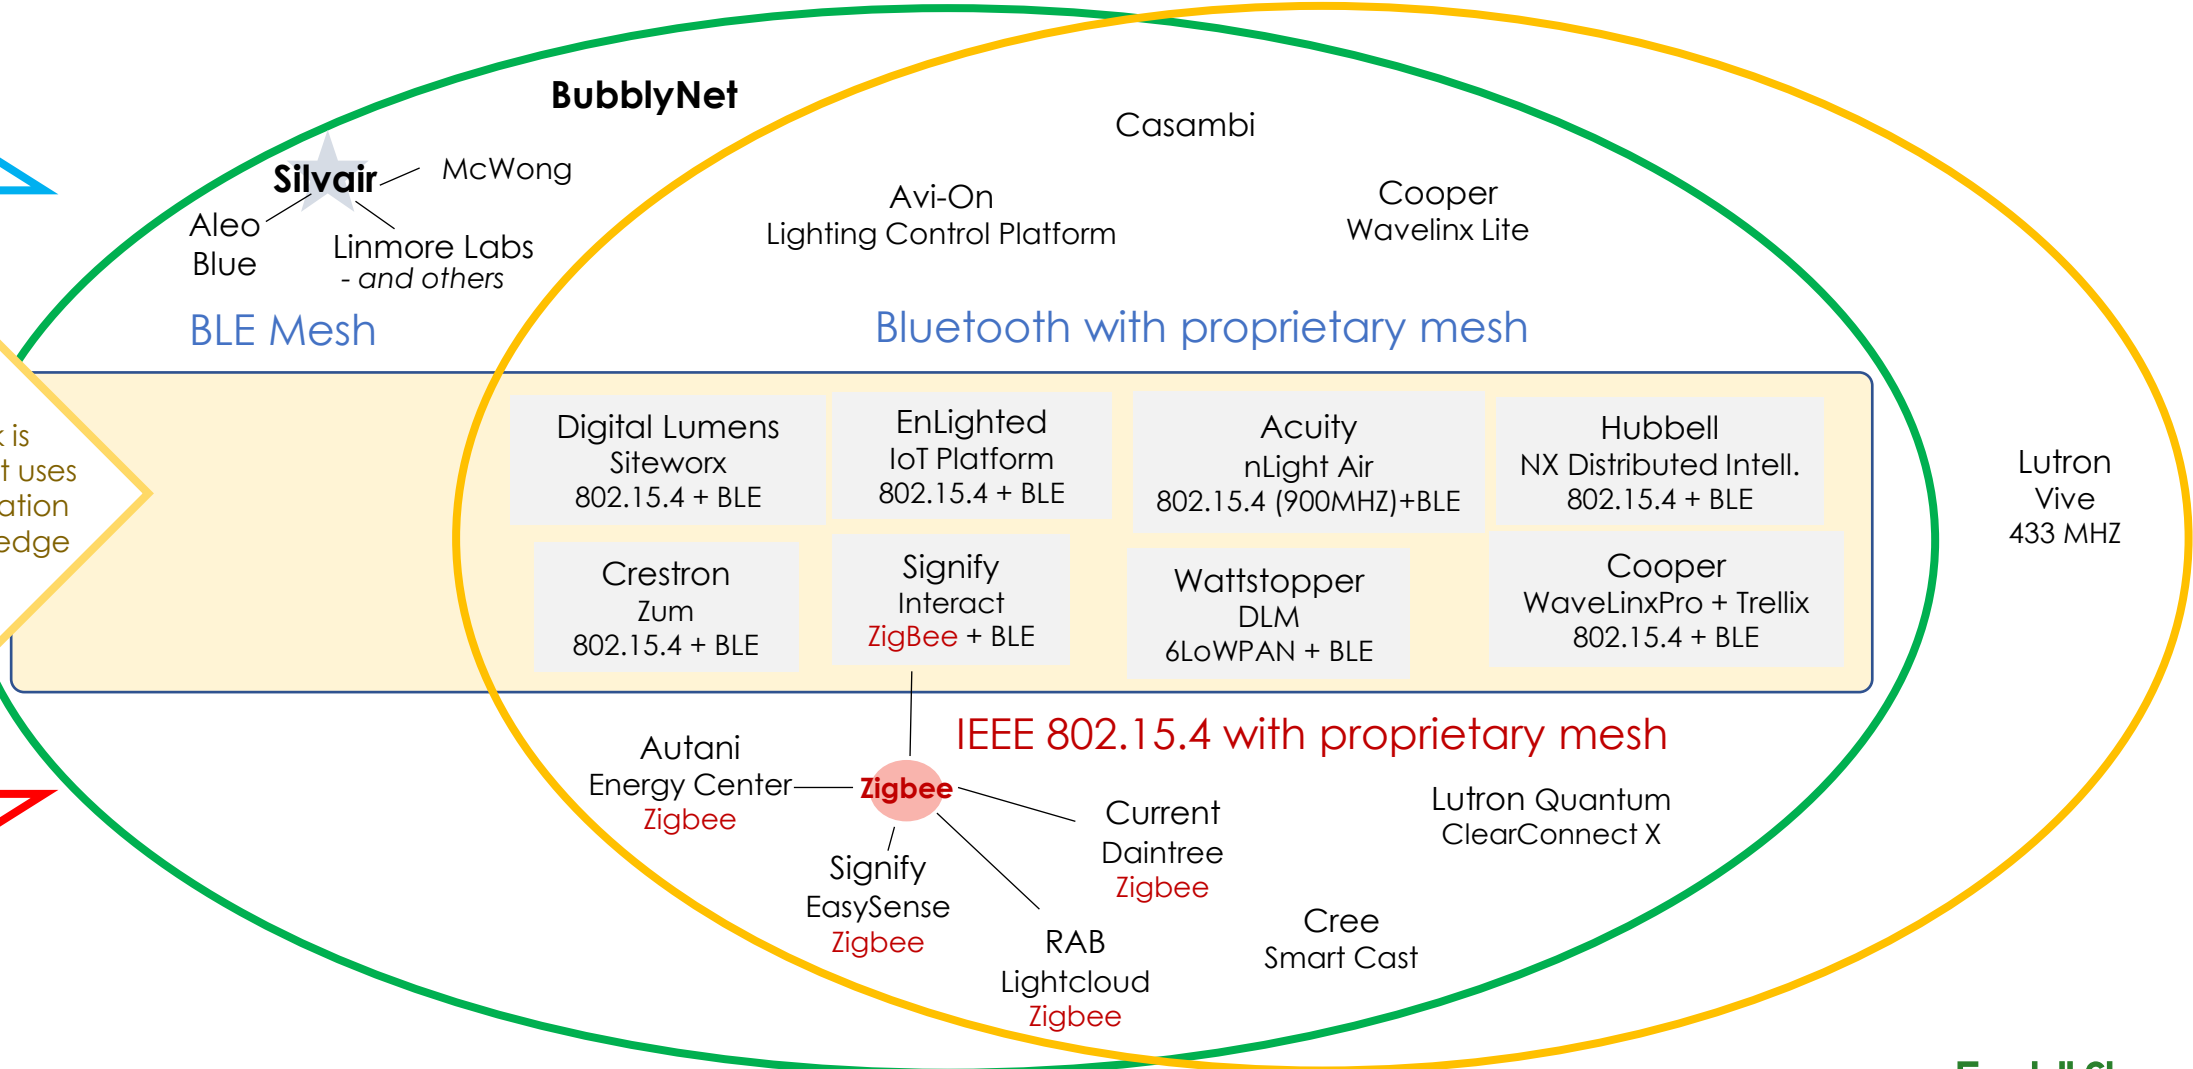 BubblyNet
Casambi
Silvair
McWong
Aleo
Blue
Linmore Labs
- and others
Avi-On
Lighting Control Platform
Cooper
Wavelinx Lite
BLE Mesh
Bluetooth with proprietary mesh
is
t uses
ation
edge
Digital Lumens
Siteworx
802.15.4 + BLE
EnLighted
IoT Platform
802.15.4 + BLE
Acuity
nLight Air
802.15.4 (900MHZ)+BLE
Hubbell
NX Distributed Intell.
802.15.4 + BLE
Lutron
Vive
433 MHZ
Crestron
Zum
802.15.4 + BLE
Signify
Interact
ZigBee + BLE
Wattstopper
DLM
6LoWPAN + BLE
Cooper
WaveLinxPro + Trellix
802.15.4 + BLE
IEEE 802.15.4 with proprietary mesh
Autani
Energy Center
Zigbee
Zigbee
Signify
EasySense
Zigbee
RAB
Lightcloud
Zigbee
Current
Daintree
Zigbee
Lutron Quantum
ClearConnect X
Cree
Smart Cast